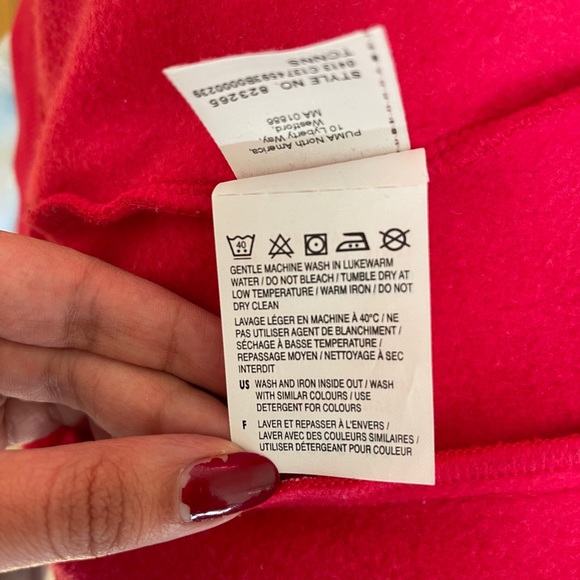 TCNNS
0413 C1374593B0000239
STYLE NO. 823265
PUMA North America,
10 Lyberty Way,
Westford,
MA 01886
40
GENTLE MACHINE WASH IN LUKEWARM
WATER / DO NOT BLEACH / TUMBLE DRY AT
LOW TEMPERATURE / WARM IRON / DO NOT
DRY CLEAN
LAVAGE LÉGER EN MACHINE À 40°C / NE
PAS UTILISER AGENT DE BLANCHIMENT /
SÉCHAGE À BASSE TEMPERATURE /
REPASSAGE MOYEN / NETTOYAGE À SEC
INTERDIT
US WASH AND IRON INSIDE OUT / WASH
WITH SIMILAR COLOURS / USE
DETERGENT FOR COLOURS
F LAVER ET REPASSER À L'ENVERS /
LAVER AVEC DES COULEURS SIMILAIRES /
UTILISER DÉTERGENT POUR COULEUR